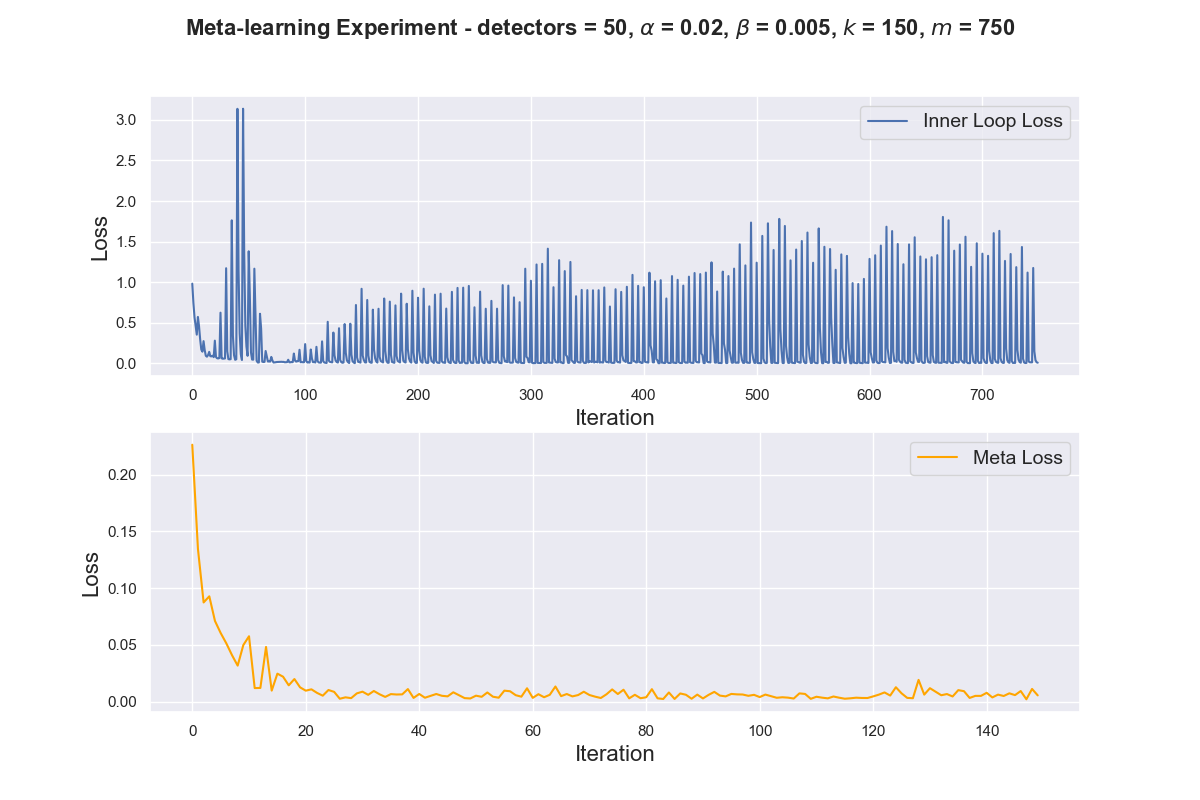 Meta-learning Experiment - detectors = 50, α = 0.02, β = 0.005, k = 150, m = 750
Inner Loop Loss
Loss
3.0
2.5
2.0
1.5
1.0
0.5
0.0
0 100 200 300 400 500 600 700
Iteration
Meta Loss
Loss
0.20
0.15
0.10
0.05
0.00
0 20 40 60 80 100 120 140
Iteration